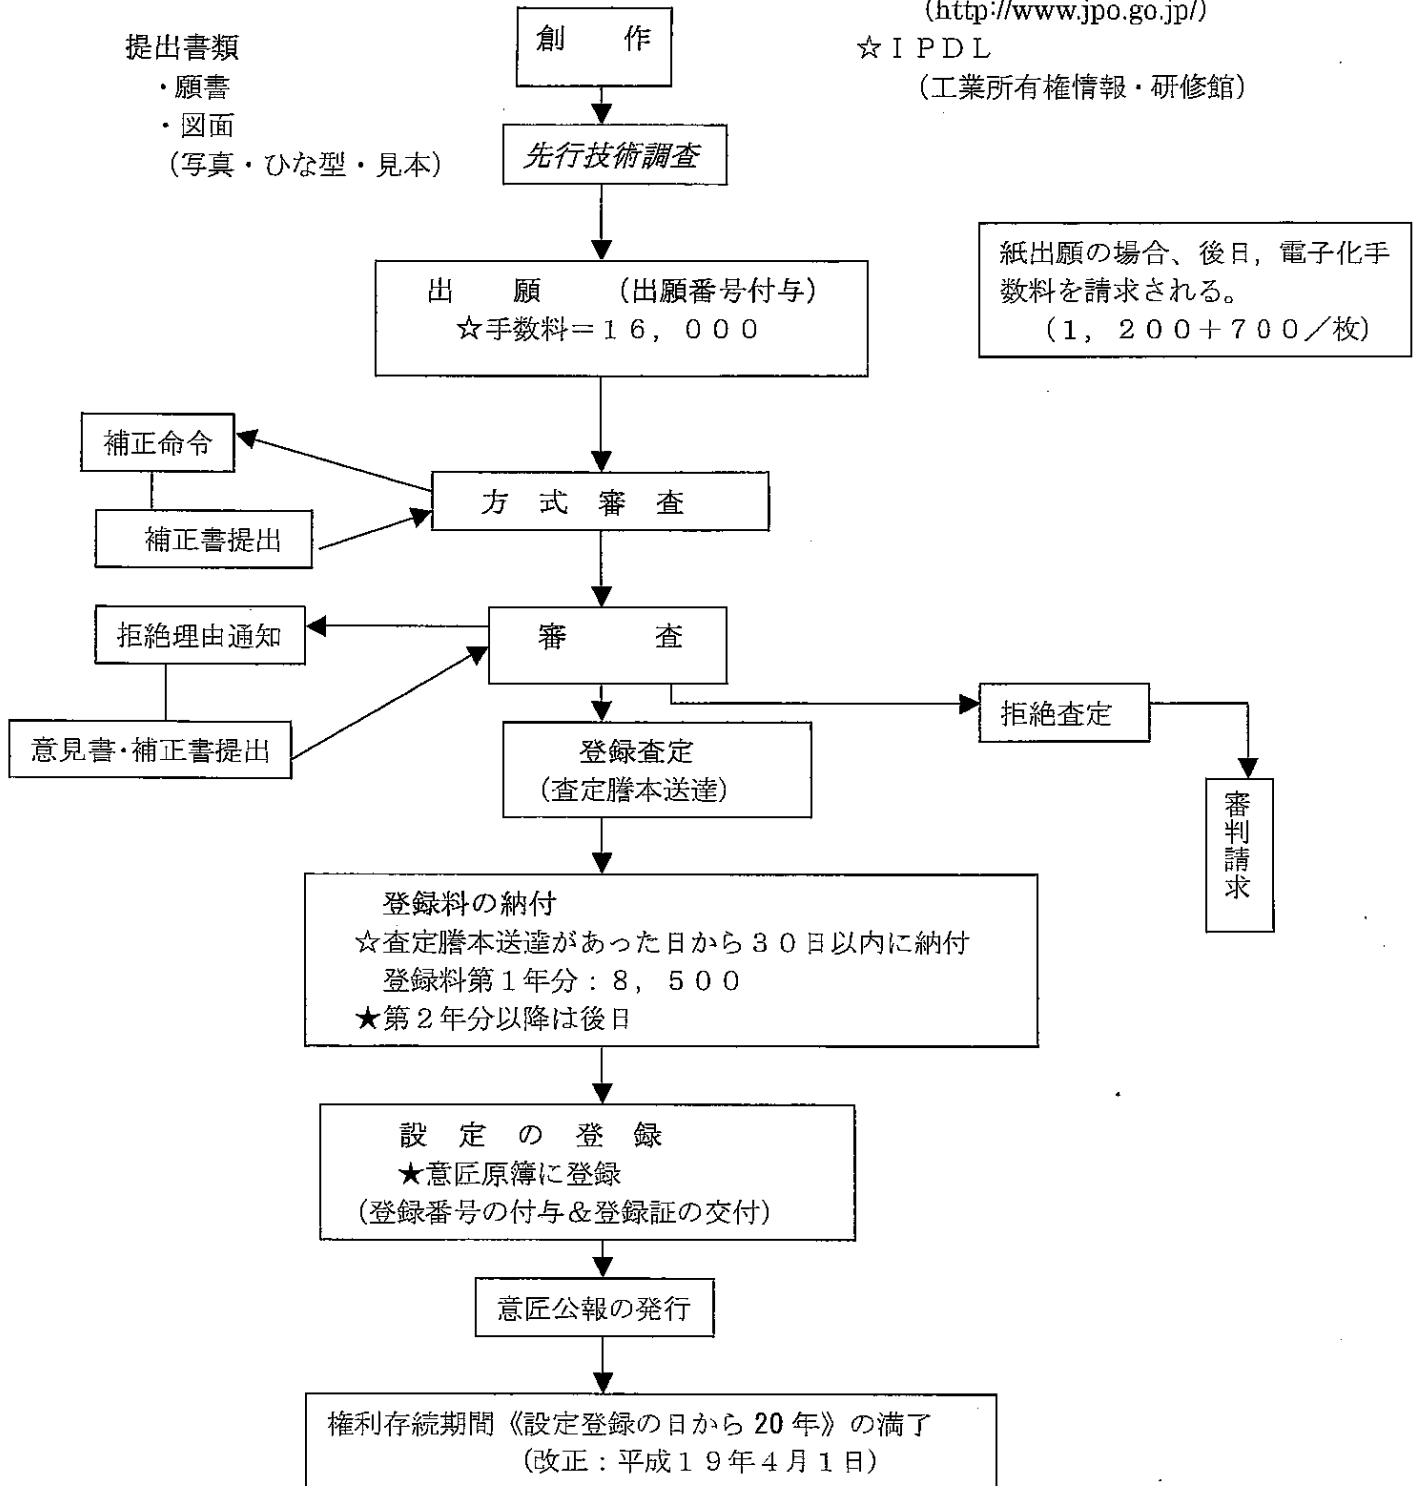 (http://www.jpo.go.jp/)
提出書類
・願書
・図面
（写真・ひな型・見本）
創　作
☆ＩＰＤＬ
（工業所有権情報・研修館）
先行技術調査
出　願　　（出願番号付与）
☆手数料＝１６，０００
紙出願の場合、後日，電子化手
数料を請求される。
（１，２００＋７００／枚）
補正命令
方　式　審　査
補正書提出
拒絶理由通知
審　　　査
意見書・補正書提出
登録査定
（査定謄本送達）
拒絶査定
審判請求
登録料の納付
☆査定謄本送達があった日から３０日以内に納付
登録料第１年分：８，５００
★第２年分以降は後日
設　定　の　登　録
★意匠原簿に登録
（登録番号の付与＆登録証の交付）
意匠公報の発行
権利存続期間《設定登録の日から 20 年》の満了
（改正：平成１９年４月１日）